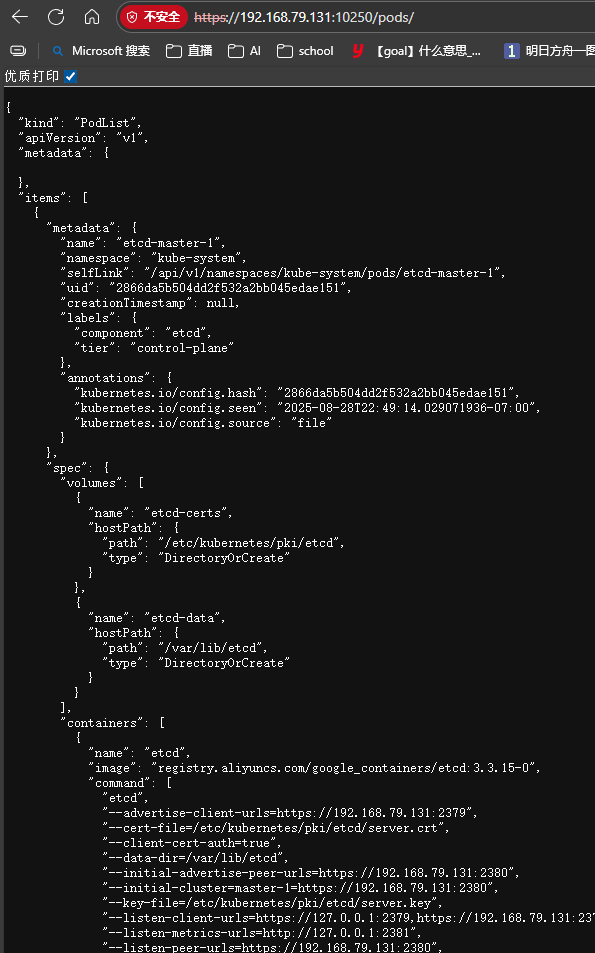 不安全 https://192.168.79.131:10250/pods/
Microsoft 搜索 直播 AI school 【goal】什么意思_... 明日方舟一图
优质打印
{
"kind": "PodList",
"apiVersion": "v1",
"metadata": {
},
"items": [
{
"metadata": {
"name": "etcd-master-1",
"namespace": "kube-system",
"selfLink": "/api/v1/namespaces/kube-system/pods/etcd-master-1",
"uid": "2866da5b504dd2f532a2bb045edae151",
"creationTimestamp": null,
"labels": {
"component": "etcd",
"tier": "control-plane"
},
"annotations": {
"kubernetes.io/config.hash": "2866da5b504dd2f532a2bb045edae151",
"kubernetes.io/config.seen": "2025-08-28T22:49:14.029071936-07:00",
"kubernetes.io/config.source": "file"
}
},
"spec": {
"volumes": [
{
"name": "etcd-certs",
"hostPath": {
"path": "/etc/kubernetes/pki/etcd",
"type": "DirectoryOrCreate"
}
},
{
"name": "etcd-data",
"hostPath": {
"path": "/var/lib/etcd",
"type": "DirectoryOrCreate"
}
}
],
"containers": [
{
"name": "etcd",
"image": "registry.aliyuncs.com/google_containers/etcd:3.3.15-0",
"command": [
"etcd",
"--advertise-client-urls=https://192.168.79.131:2379",
"--cert-file=/etc/kubernetes/pki/etcd/server.crt",
"--client-cert-auth=true",
"--data-dir=/var/lib/etcd",
"--initial-advertise-peer-urls=https://192.168.79.131:2380",
"--initial-cluster=master-1=https://192.168.79.131:2380",
"--key-file=/etc/kubernetes/pki/etcd/server.key",
"--listen-client-urls=https://127.0.0.1:2379,https://192.168.79.131:237
"--listen-metrics-urls=http://127.0.0.1:2381",
"--listen-peer-urls=https://192.168.79.131:2380",